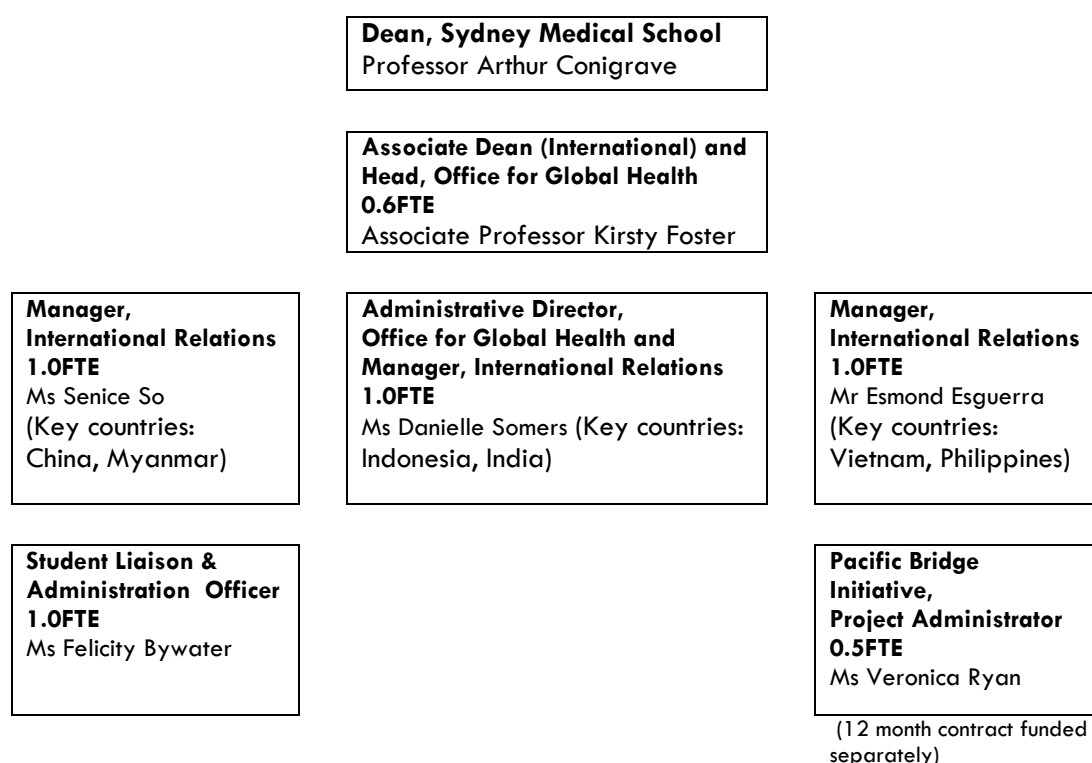 Dean, Sydney Medical School
Professor Arthur Conigrave
Associate Dean (International) and
Head, Office for Global Health
0.6FTE
Associate Professor Kirsty Foster
Manager,
International Relations
1.0FTE
Ms Senice So
(Key countries:
China, Myanmar)
Administrative Director,
Office for Global Health and
Manager, International Relations
1.0FTE
Ms Danielle Somers (Key countries:
Indonesia, India)
Manager,
International Relations
1.0FTE
Mr Esmond Esguerra
(Key countries:
Vietnam, Philippines)
Student Liaison &
Administration Officer
1.0FTE
Ms Felicity Bywater
Pacific Bridge
Initiative,
Project Administrator
0.5FTE
Ms Veronica Ryan
(12 month contract funded
separately)